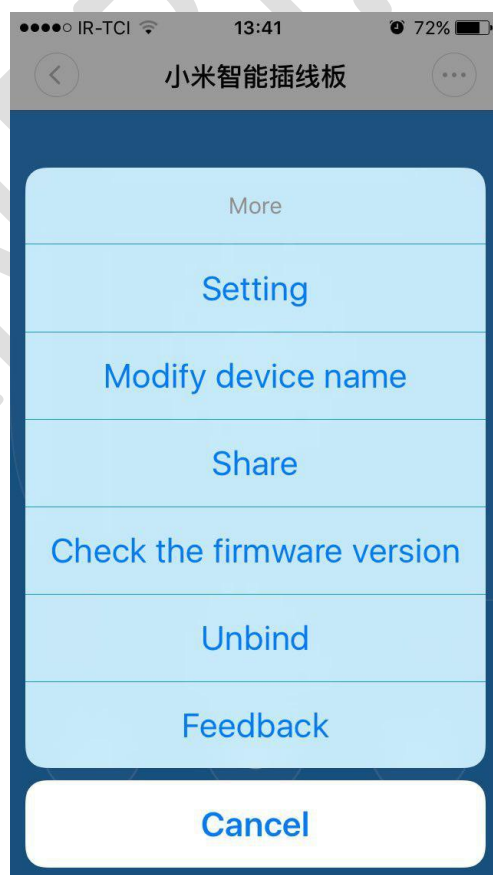 IR-TCI 13:41 72%
小米智能插线板
More
Setting
Modify device name
Share
Check the firmware version
Unbind
Feedback
Cancel